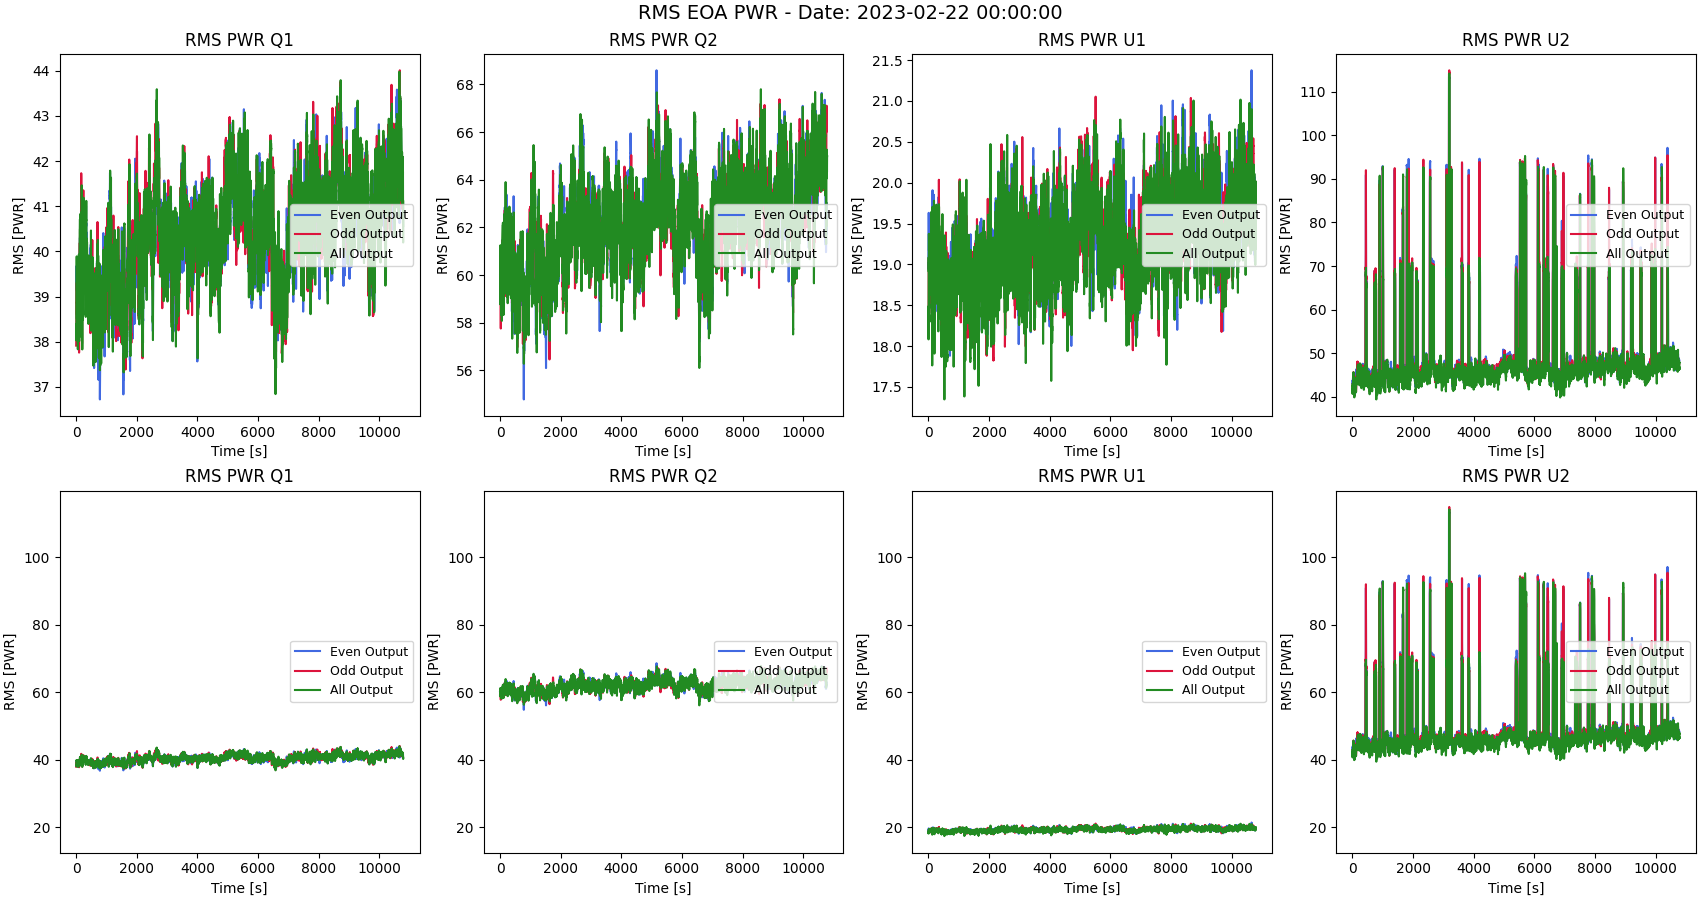 RMS EOA PWR - Date: 2023-02-22 00:00:00
RMS PWR Q1
RMS [PWR]
44
43
42
41
40
39
38
37
0 2000 4000 6000 8000 10000
Time [s]
Even Output
Odd Output
All Output
RMS PWR Q2
RMS [PWR]
68
66
64
62
60
58
56
0 2000 4000 6000 8000 10000
Time [s]
Even Output
Odd Output
All Output
RMS PWR U1
RMS [PWR]
21.5
21.0
20.5
20.0
19.5
19.0
18.5
18.0
17.5
0 2000 4000 6000 8000 10000
Time [s]
Even Output
Odd Output
All Output
RMS PWR U2
RMS [PWR]
110
100
90
80
70
60
50
40
0 2000 4000 6000 8000 10000
Time [s]
Even Output
Odd Output
All Output
RMS PWR Q1
RMS [PWR]
100
80
60
40
20
0 2000 4000 6000 8000 10000
Time [s]
Even Output
Odd Output
All Output
RMS PWR Q2
RMS [PWR]
100
80
60
40
20
0 2000 4000 6000 8000 10000
Time [s]
Even Output
Odd Output
All Output
RMS PWR U1
RMS [PWR]
100
80
60
40
20
0 2000 4000 6000 8000 10000
Time [s]
Even Output
Odd Output
All Output
RMS PWR U2
RMS [PWR]
100
80
60
40
20
0 2000 4000 6000 8000 10000
Time [s]
Even Output
Odd Output
All Output